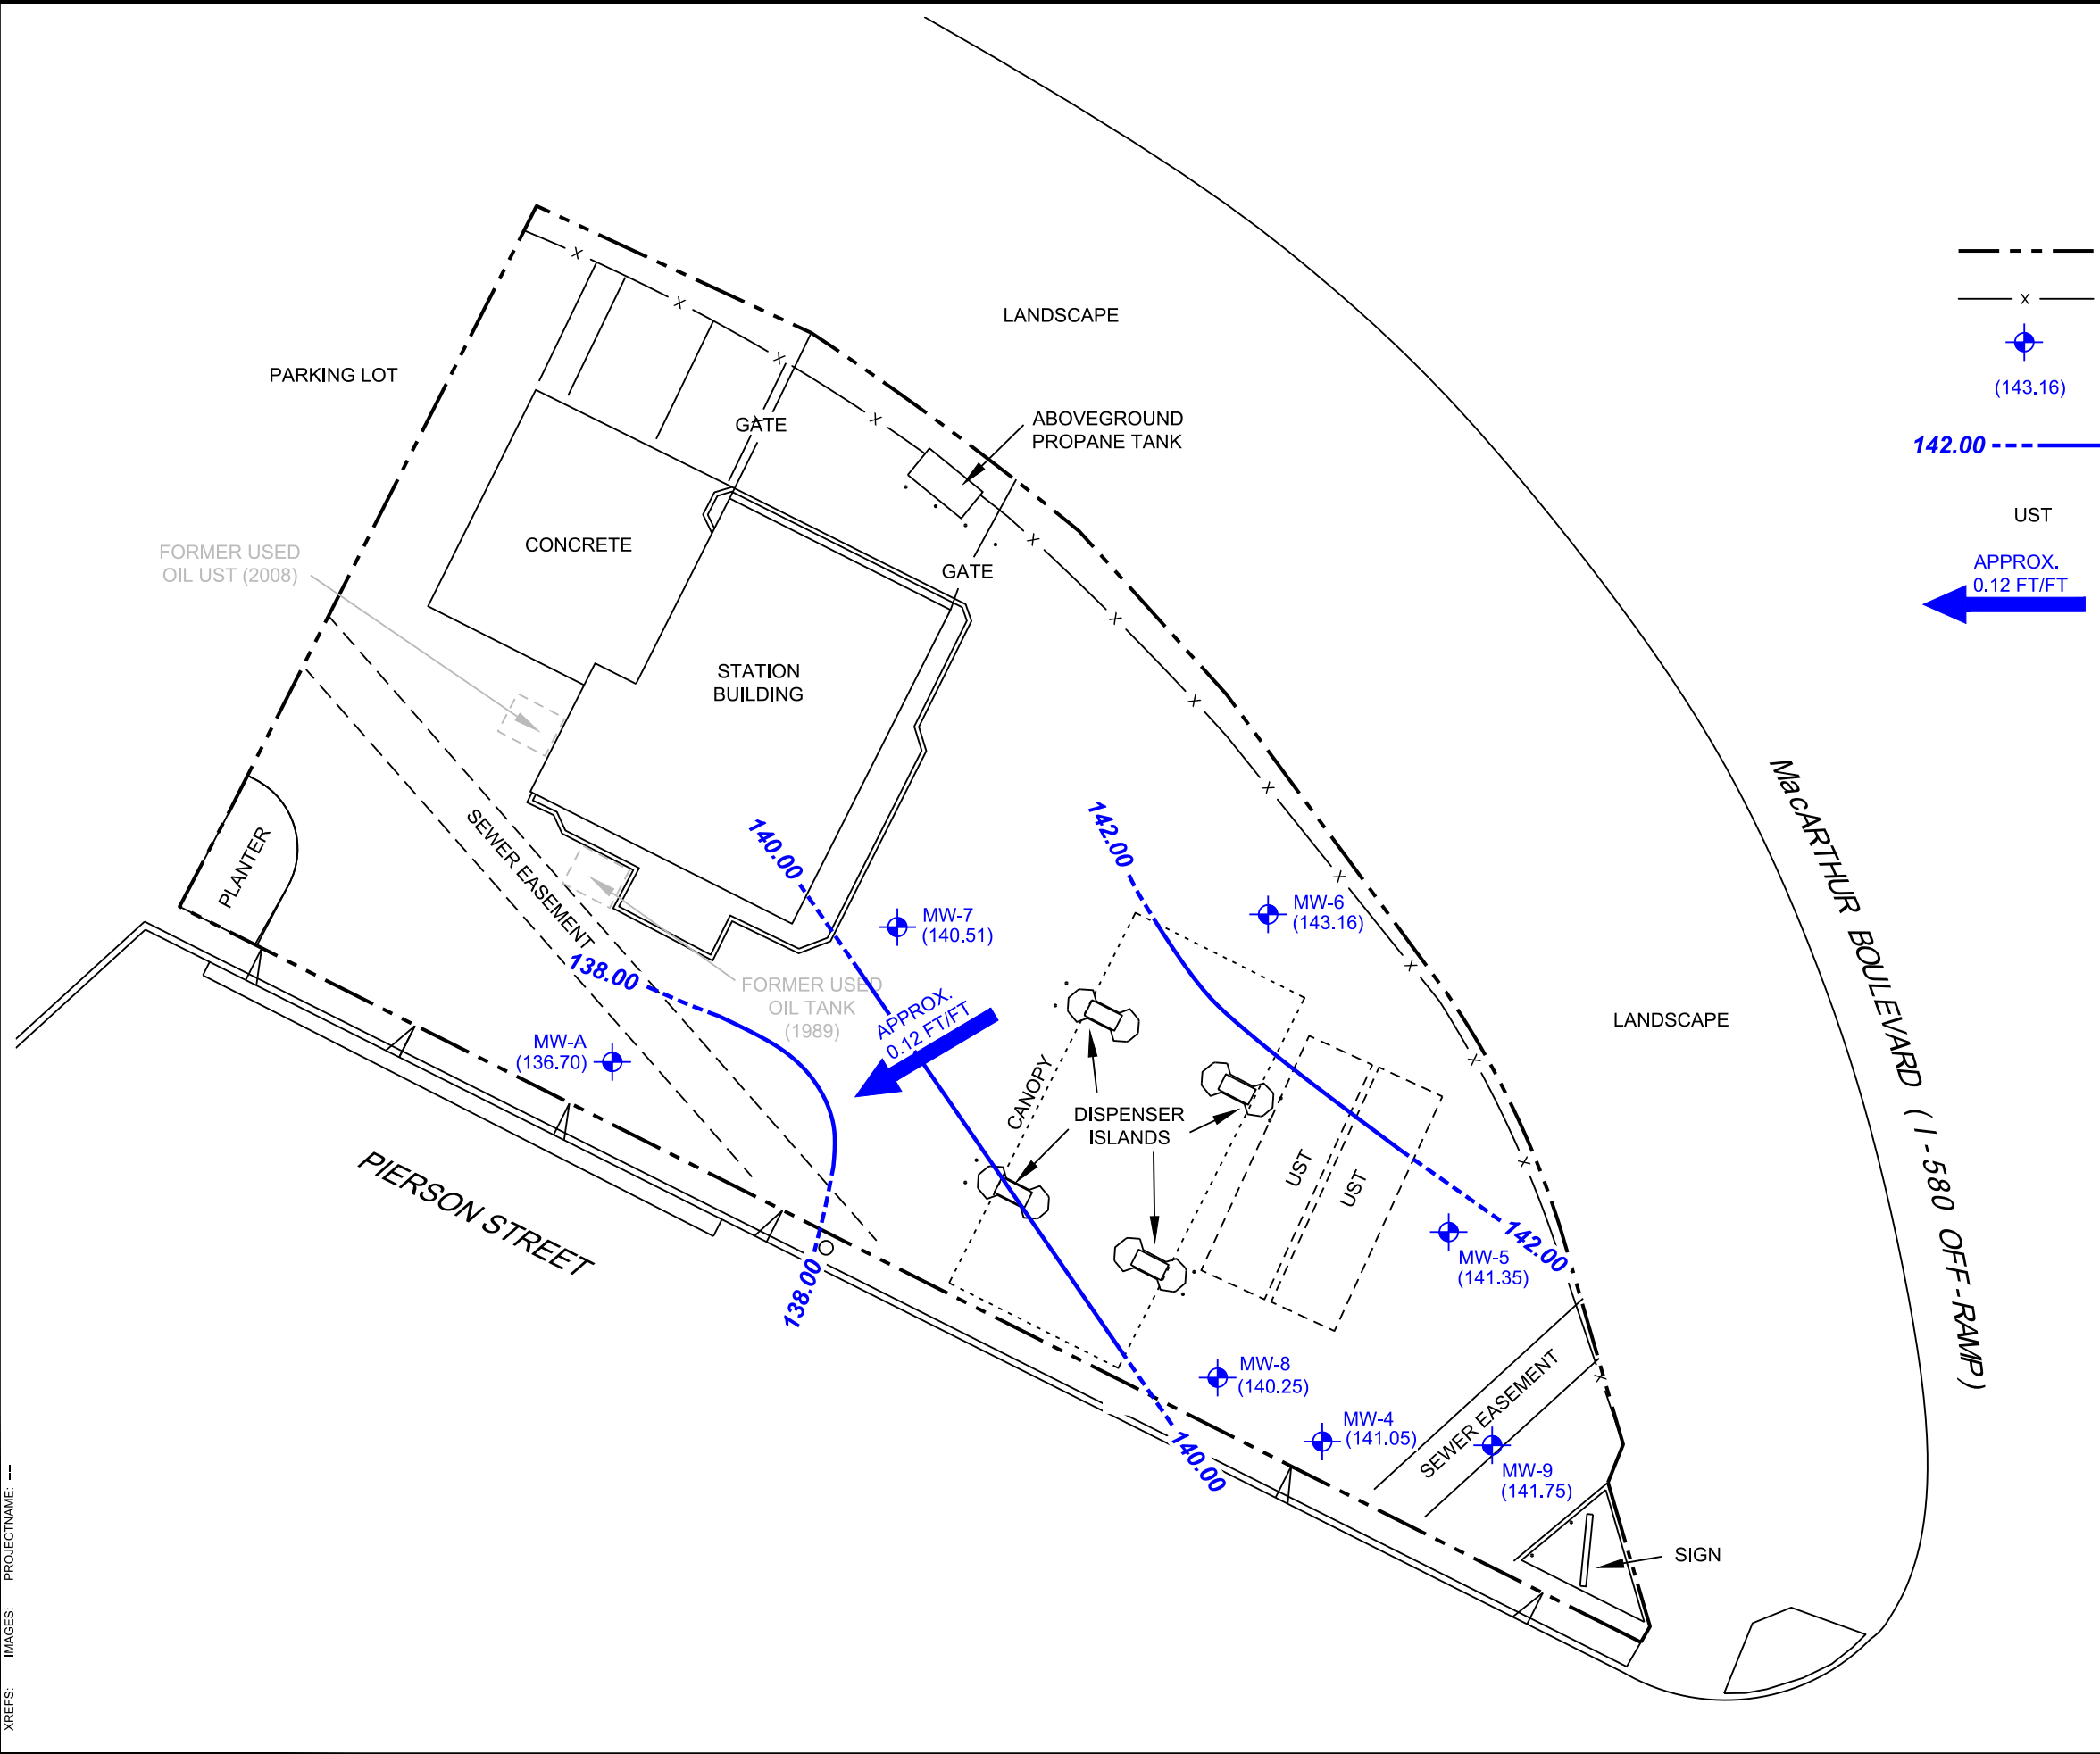 LANDSCAPE
X
X
X
X
X
(143.16)
PARKING LOT
GATE
ABOVEGROUND
PROPANE TANK
142.00
UST
APPROX.
0.12 FT/FT
CONCRETE
FORMER USED
OIL UST (2008)
X
GATE
X
STATION
BUILDING
X
X
MacARTHUR BOULEVARD (I-580 OFF-RAMP)
PLANTER
SEWER EASEMENT
140.00
142.00
X
MW-7
(140.51)
MW-6
(143.16)
X
138.00
FORMER USED
OIL TANK
(1989)
APPROX.
0.12 FT/FT
LANDSCAPE
MW-A
(136.70)
X
CANOPY
DISPENSER
ISLANDS
UST
UST
X
PIERSON STREET
138.00
142.00
MW-5
(141.35)
MW-8
(140.25)
X
SEWER EASEMENT
MW-4
(141.05)
140.00
MW-9
(141.75)
SIGN
XREFS: IMAGES: PROJECTNAME: ---